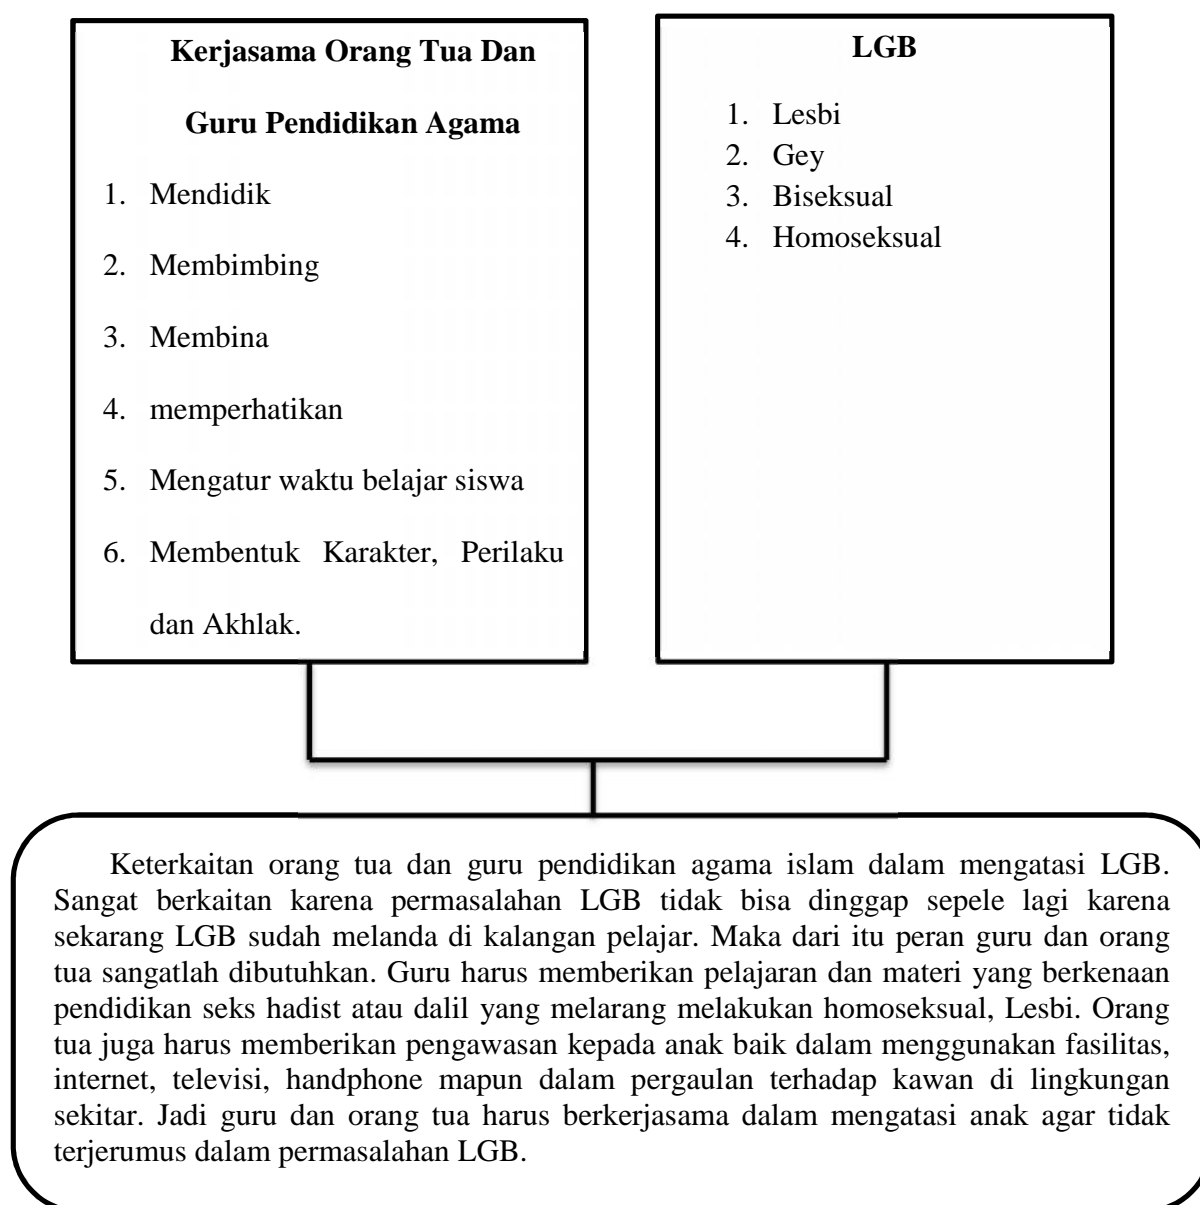 Kerjasama Orang Tua Dan
Guru Pendidikan Agama
1. Mendidik
2. Membimbing
3. Membina
4. memperhatikan
5. Mengatur waktu belajar siswa
6. Membentuk Karakter, Perilaku
dan Akhlak.
LGB
1. Lesbi
2. Gey
3. Biseksual
4. Homoseksual
Keterkaitan orang tua dan guru pendidikan agama islam dalam mengatasi LGB.
Sangat berkaitan karena permasalahan LGB tidak bisa dinggap sepele lagi karena
sekarang LGB sudah melanda di kalangan pelajar. Maka dari itu peran guru dan orang
tua sangatlah dibutuhkan. Guru harus memberikan pelajaran dan materi yang berkenaan
pendidikan seks hadist atau dalil yang melarang melakukan homoseksual, Lesbi. Orang
tua juga harus memberikan pengawasan kepada anak baik dalam menggunakan fasilitas,
internet, televisi, handphone mapun dalam pergaulan terhadap kawan di lingkungan
sekitar. Jadi guru dan orang tua harus berkerjasama dalam mengatasi anak agar tidak
terjerumus dalam permasalahan LGB.